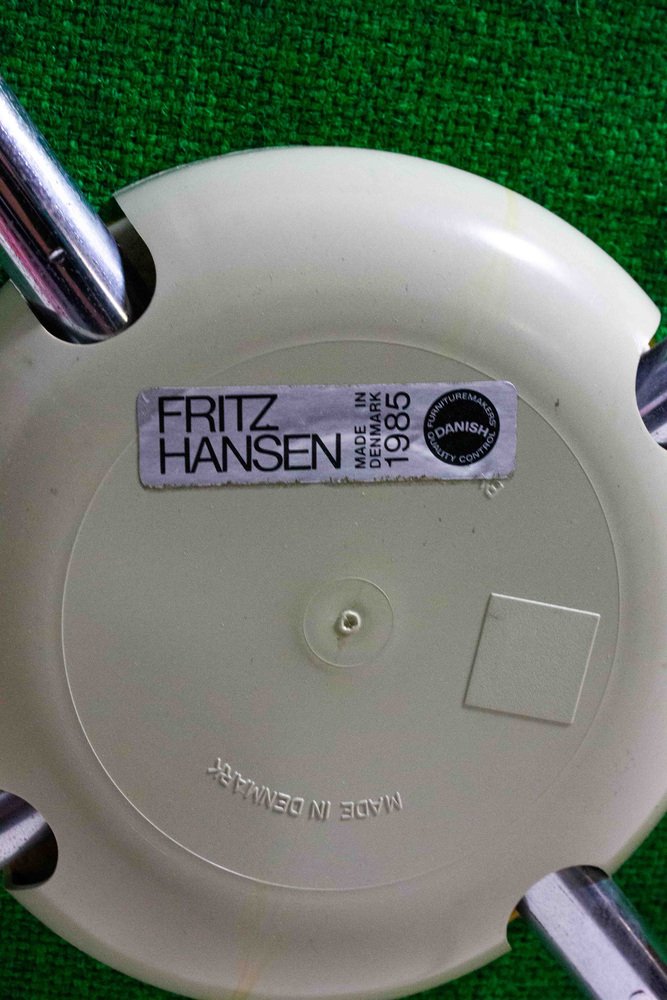 FRITZ
HANSEN
MADE IN
DENMARK
1985
FURNITUREMAKERS'
DANISH
QUALITY CONTROL
MADE IN DENMARK